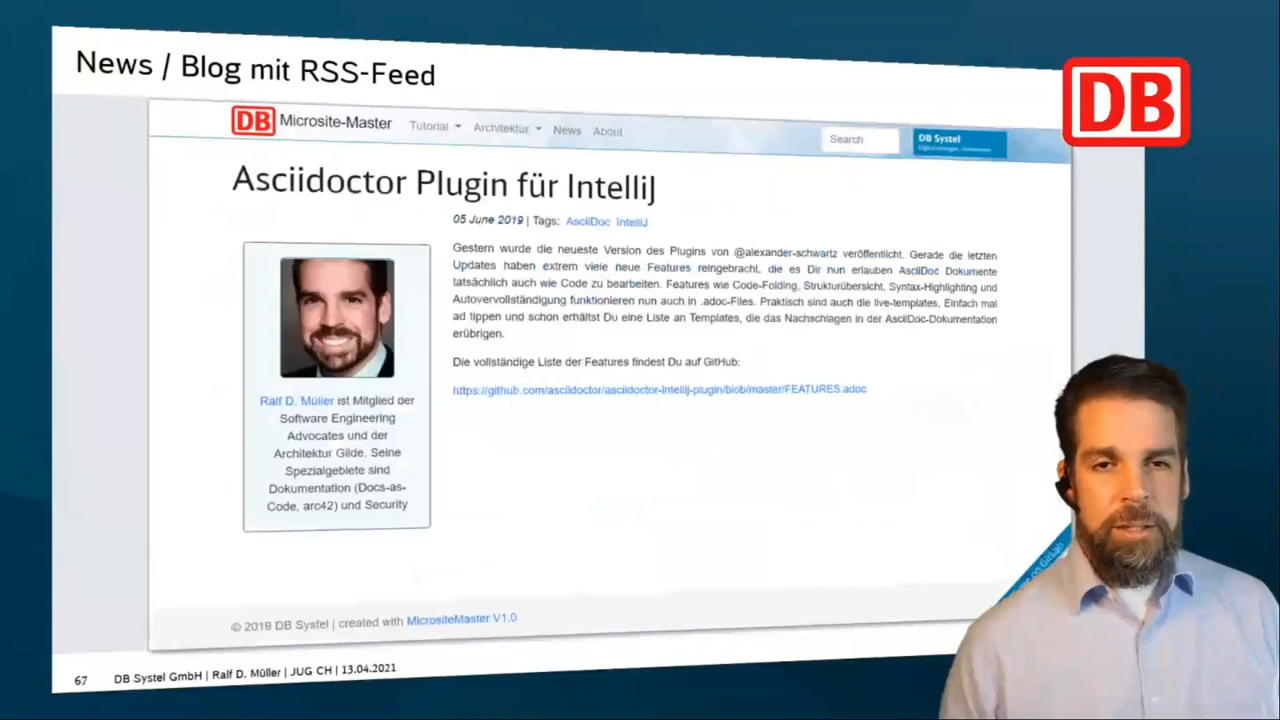 News / Blog mit RSS-Feed
DB
DB Microsite-Master Tutorial Architektur News About Search DB Systel
Asciidoctor Plugin für IntelliJ
05 June 2019 | Tags: AsciiDoc IntelliJ
Gestern wurde die neueste Version des Plugins von @alexander-schwartz veröffentlicht. Gerade die letzten
Updates haben extrem viele neue Features reingebracht, die es Dir nun erlauben AsciiDoc Dokumente
tatsächlich auch wie Code zu bearbeiten. Features wie Code-Folding, Strukturübersicht, Syntax-Highlighting und
Autovervollständigung funktionieren nun auch in .adoc-Files. Praktisch sind auch die live-templates. Einfach mal
ad tippen und schon erhältst Du eine Liste an Templates, die das Nachschlagen in der AsciiDoc-Dokumentation
erübrigen.
Die vollständige Liste der Features findest Du auf GitHub:
https://github.com/asciidoctor/asciidoctor-intellij-plugin/blob/master/FEATURES.adoc
Ralf D. Müller ist Mitglied der
Software Engineering
Advocates und der
Architektur Gilde. Seine
Spezialgebiete sind
Dokumentation (Docs-as-
Code, arc42) und Security
on GitLab
© 2019 DB Systel | created with MicrositeMaster V1.0
67 DB Systel GmbH | Ralf D. Müller | JUG CH | 13.04.2021